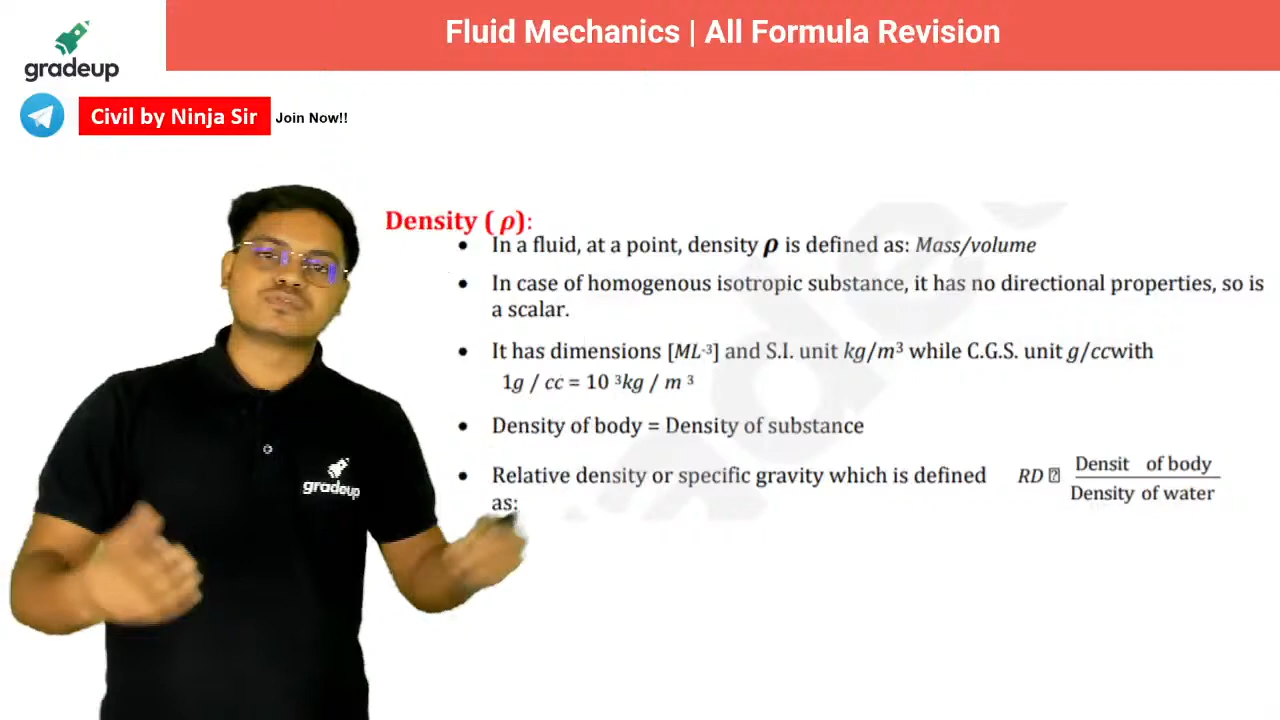 Fluid Mechanics | All Formula Revision
gradeup
Civil by Ninja Sir Join Now!!
Density ( ρ):
• In a fluid, at a point, density ρ is defined as: Mass/volume
• In case of homogenous isotropic substance, it has no directional properties, so is
a scalar.
• It has dimensions [ML⁻³] and S.I. unit kg/m³ while C.G.S. unit g/ccwith
1g / cc = 10 ³kg / m ³
• Density of body = Density of substance
• Relative density or specific gravity which is defined
as:
RD ⍰ Densit of body
Density of water
gradeup